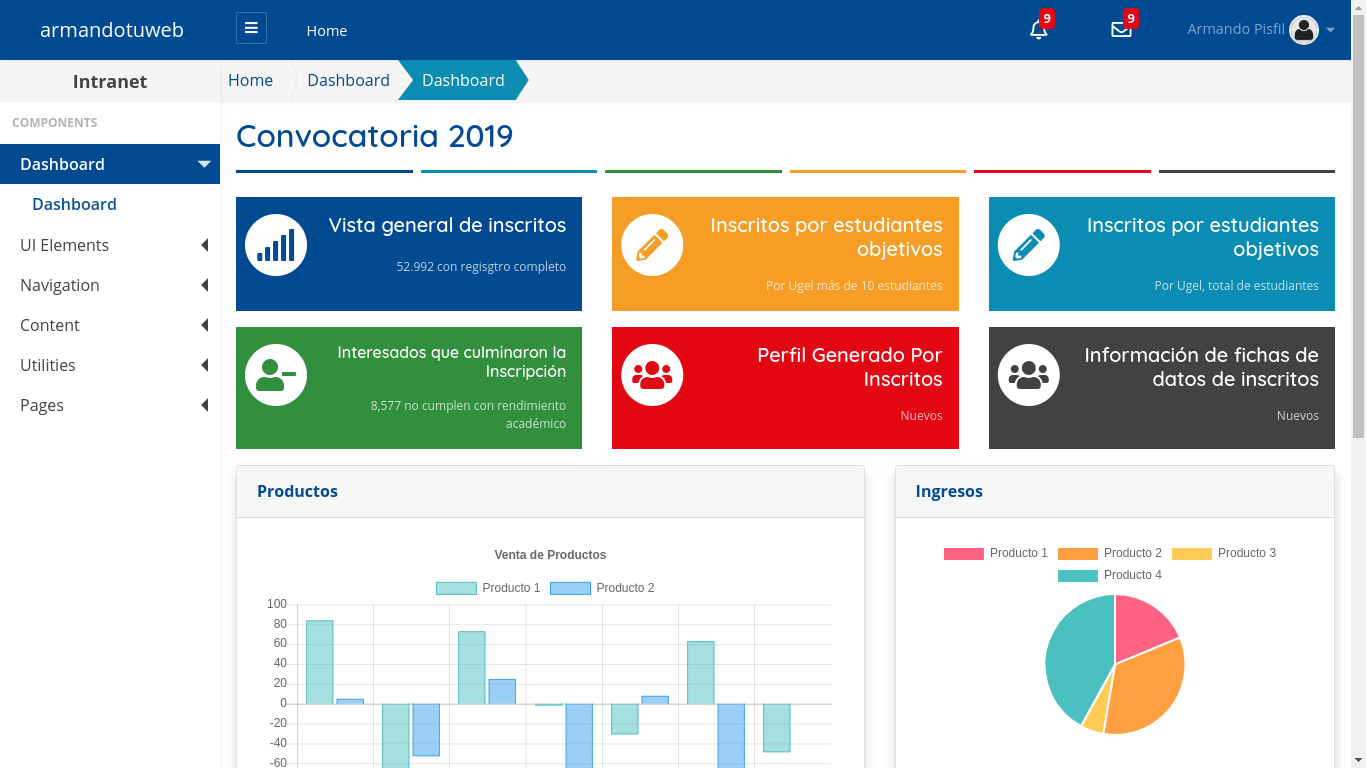 armandotuweb
Home
9
9
Armando Pisfil
Intranet
Home
Dashboard
Dashboard
COMPONENTS
Dashboard
Dashboard
UI Elements
Navigation
Content
Utilities
Pages
Convocatoria 2019
Vista general de inscritos
52.992 con regisgtro completo
Inscritos por estudiantes
objetivos
Por Ugel más de 10 estudiantes
Inscritos por estudiantes
objetivos
Por Ugel, total de estudiantes
Interesados que culminaron la
Inscripción
8,577 no cumplen con rendimiento
académico
Perfil Generado Por
Inscritos
Nuevos
Información de fichas de
datos de inscritos
Nuevos
Productos
Venta de Productos
Producto 1
Producto 2
100
80
60
40
20
0
-20
-40
-60
Ingresos
Producto 1
Producto 2
Producto 3
Producto 4